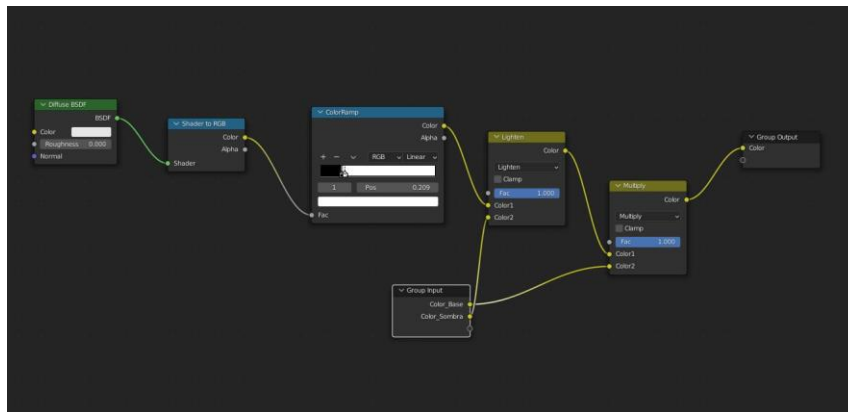 Diffuse BSDF
BSDF
Color
Roughness 0.000
Normal
Shader to RGB
Color
Alpha
Shader
ColorRamp
Color
Alpha
+ − RGB Linear
1 Pos 0.209
Fac
Lighten
Color
Lighten
Clamp
Fac 1.000
Color1
Color2
Multiply
Color
Multiply
Clamp
Fac 1.000
Color1
Color2
Group Output
Color
Group Input
Color_Base
Color_Sombra